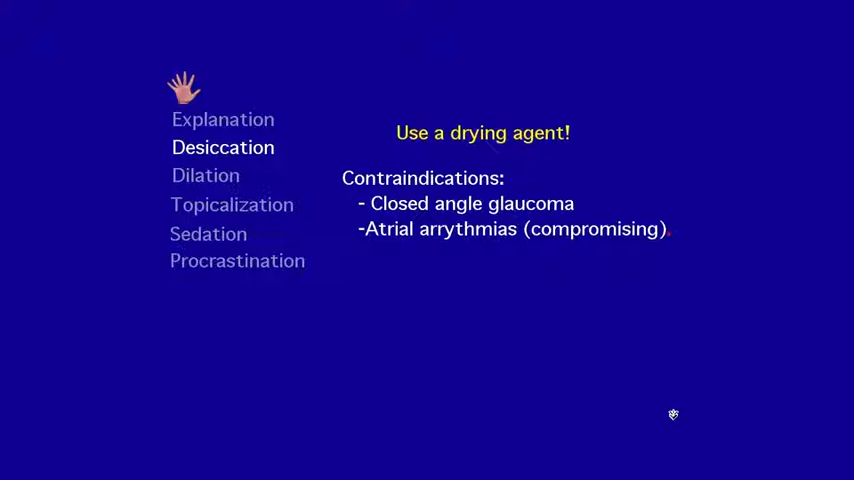 Explanation
Desiccation
Dilation
Topicalization
Sedation
Procrastination
Use a drying agent!
Contraindications:
- Closed angle glaucoma
-Atrial arrythmias (compromising).